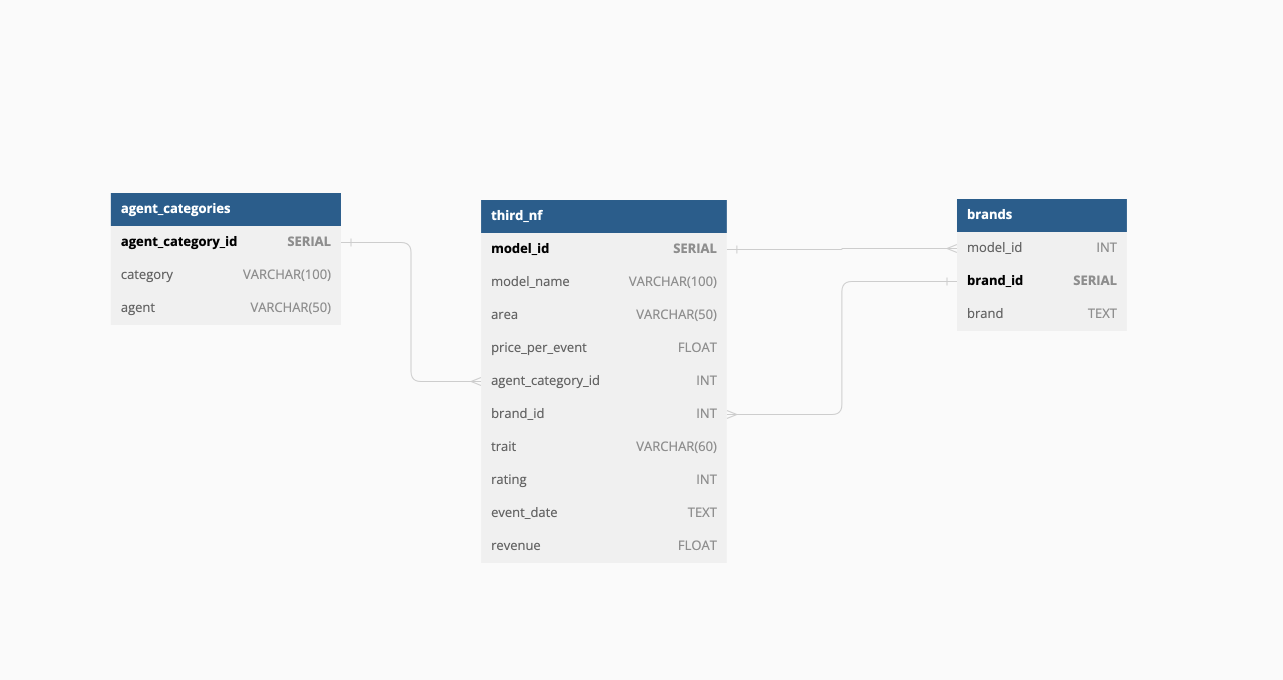 agent_categories
agent_category_id SERIAL
category VARCHAR(100)
agent VARCHAR(50)
third_nf
model_id SERIAL
model_name VARCHAR(100)
area VARCHAR(50)
price_per_event FLOAT
agent_category_id INT
brand_id INT
trait VARCHAR(60)
rating INT
event_date TEXT
revenue FLOAT
brands
model_id INT
brand_id SERIAL
brand TEXT